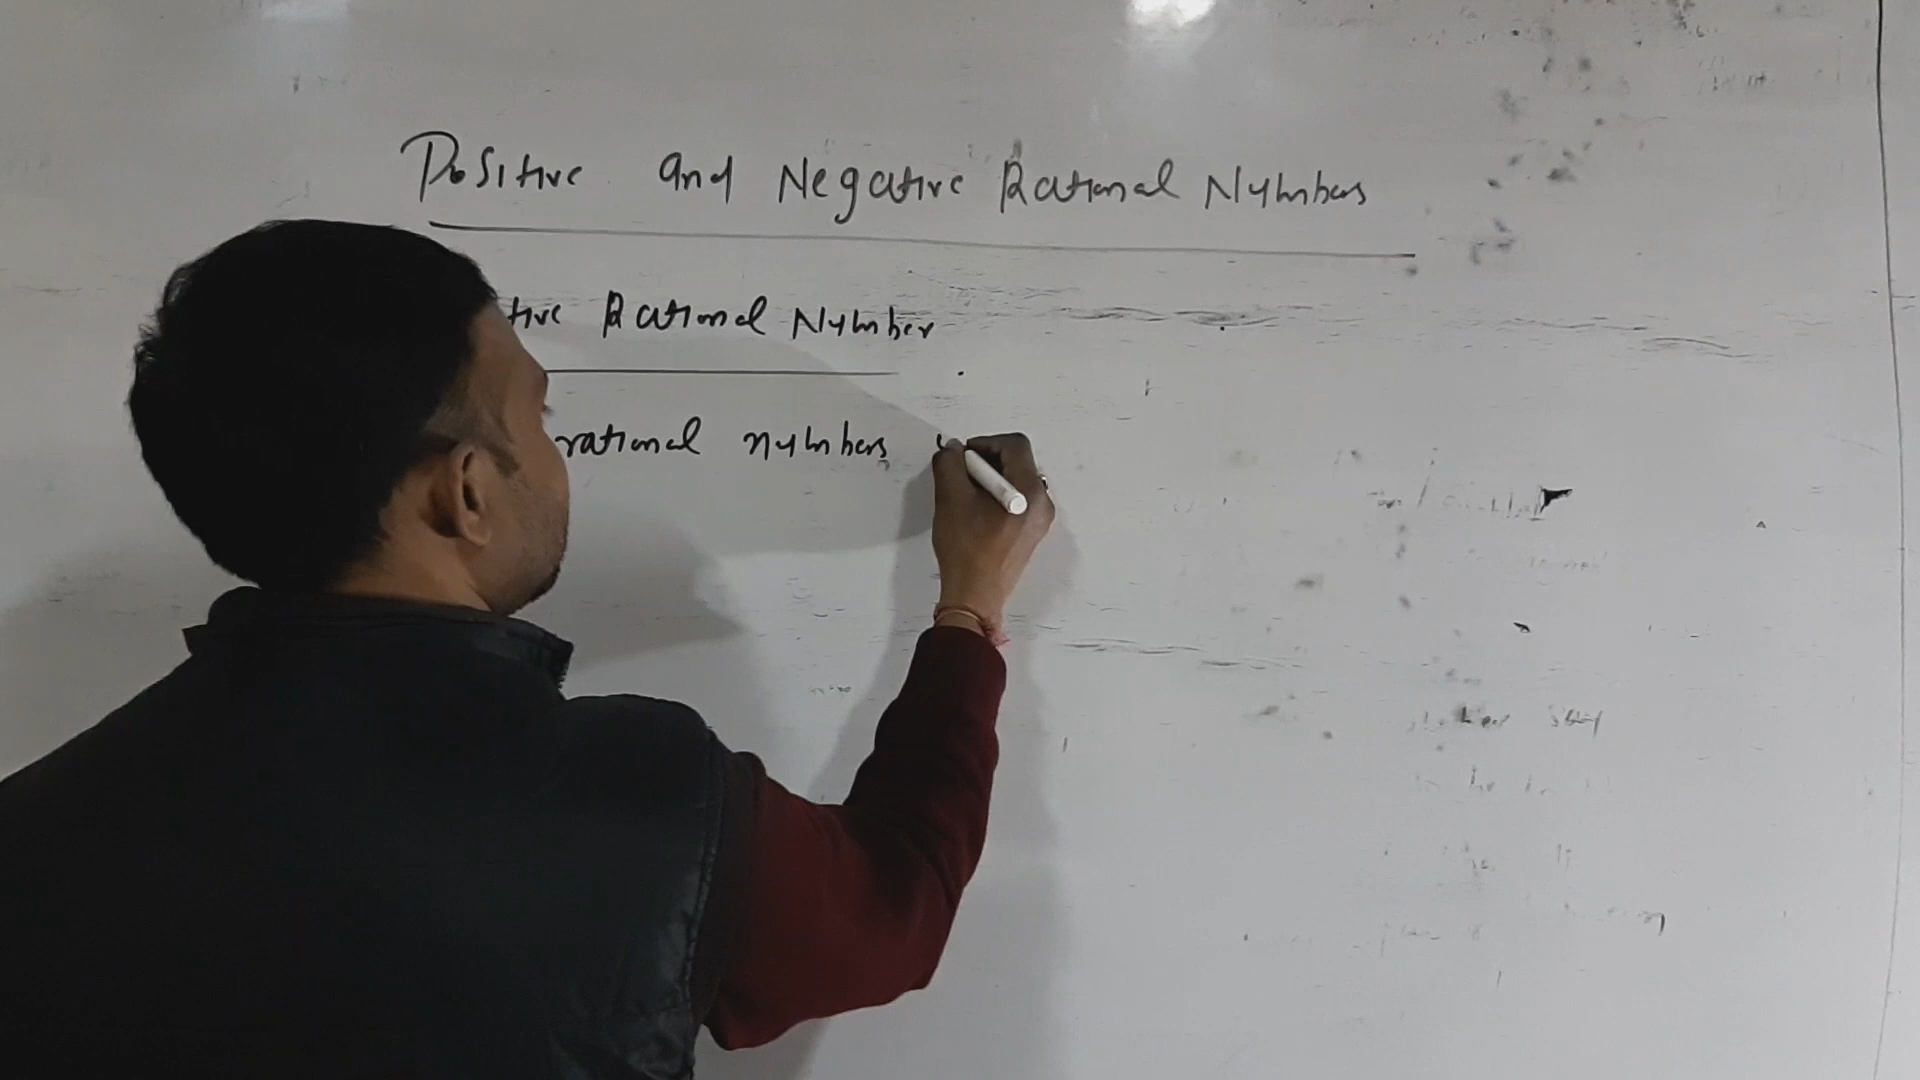 Positive and Negative Rational Numbers
tive Rational Number
rational numbers